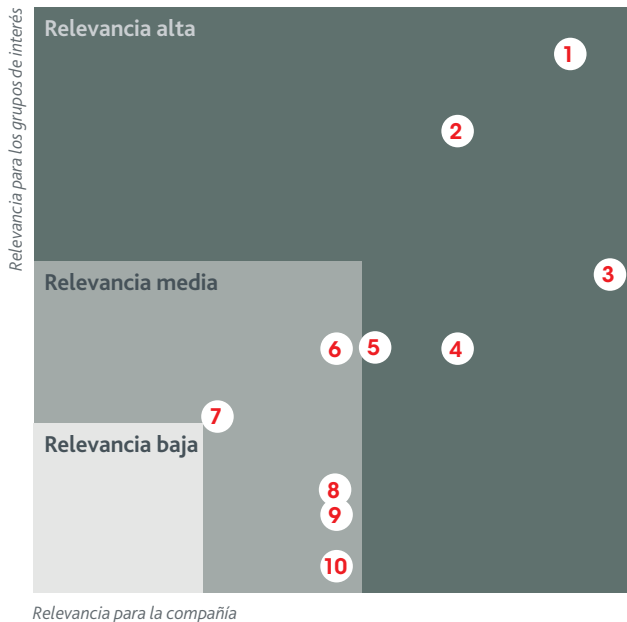 Relevancia para los grupos de interés
Relevancia alta
1
2
3
Relevancia media
6
5
4
7
Relevancia baja
8
9
10
Relevancia para la compañía